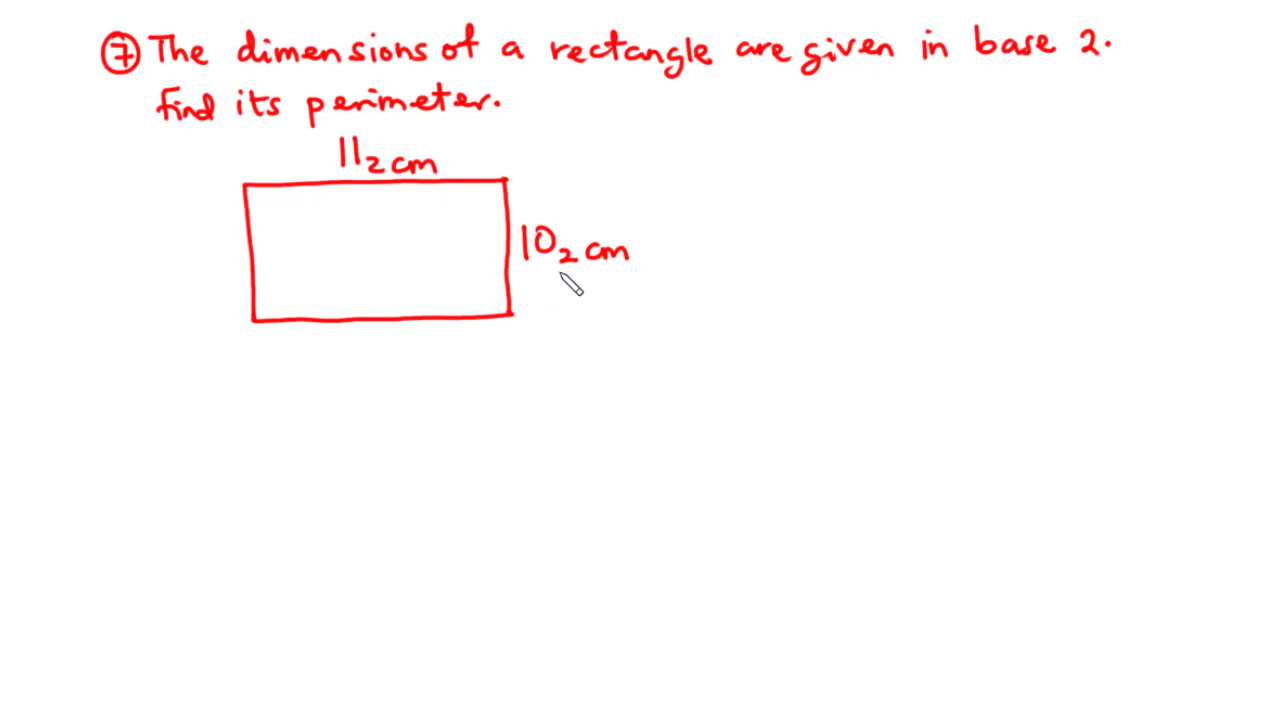 ⑦ The dimensions of a rectangle are given in base 2.
Find its perimeter.
11₂ cm
10₂ cm